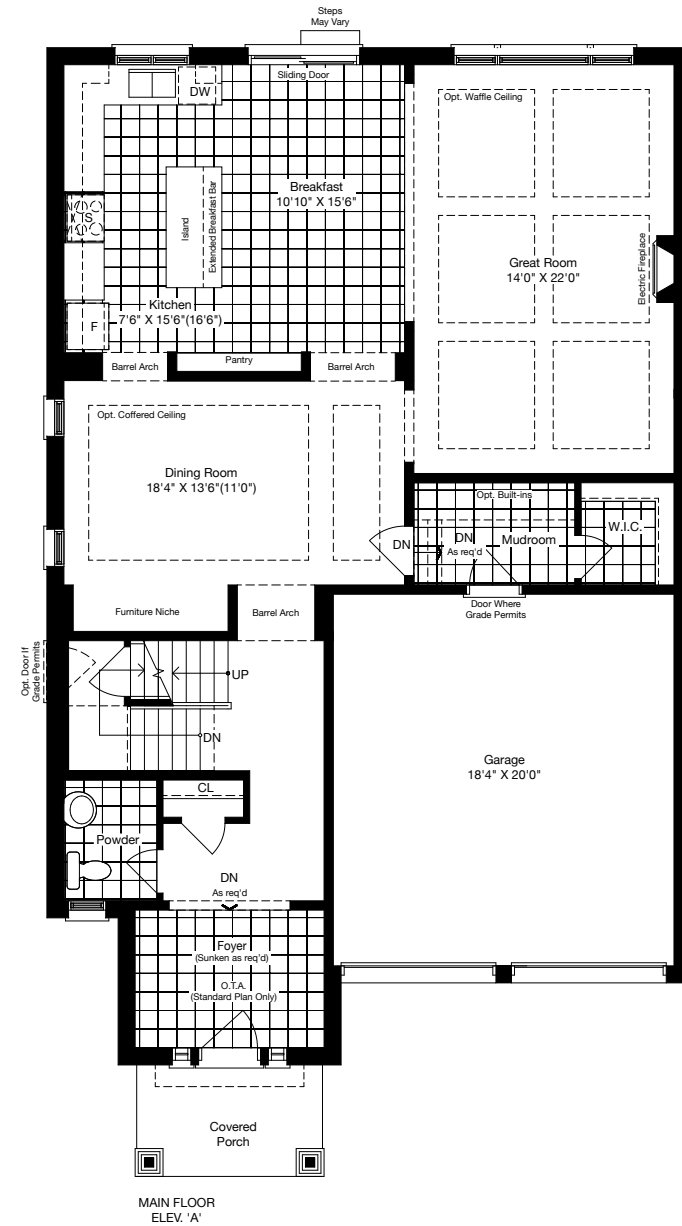 Steps
May Vary
Sliding Door
DW
Opt. Waffle Ceiling
Breakfast
10'10" X 15'6"
Island
Extended Breakfast Bar
S
Great Room
14'0" X 22'0"
Electric Fireplace
Kitchen
7'6" X 15'6"(16'6")
F
Barrel Arch
Pantry
Barrel Arch
Opt. Coffered Ceiling
Dining Room
18'4" X 13'6"(11'0")
Opt. Built-ins
DN
DN
As req'd
Mudroom
W.I.C.
Furniture Niche
Barrel Arch
Door Where
Grade Permits
Opt. Door If
Grade Permits
UP
DN
Garage
18'4" X 20'0"
CL
Powder
DN
As req'd
Foyer
(Sunken as req'd)
O.T.A.
(Standard Plan Only)
Covered
Porch
MAIN FLOOR
ELEV. 'A'